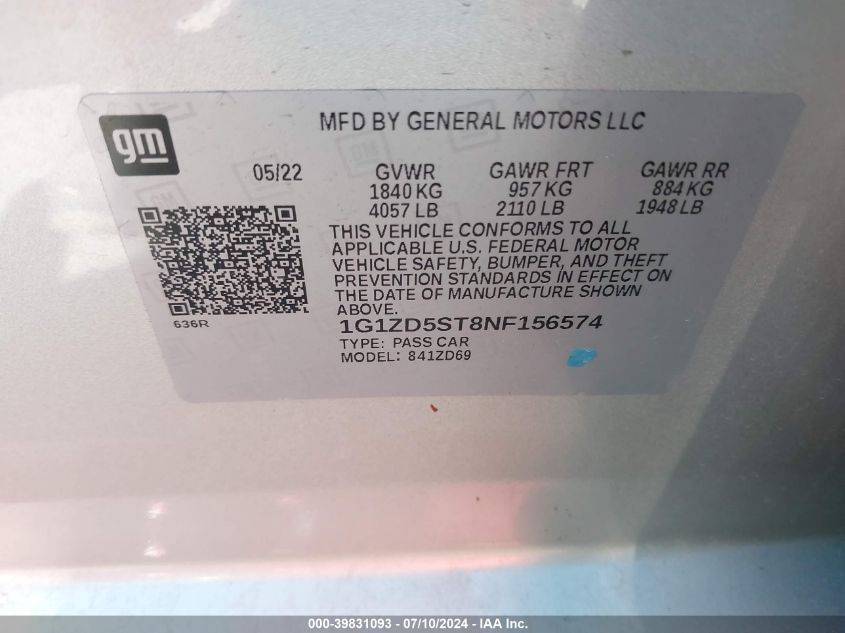 gm
MFD BY GENERAL MOTORS LLC
05/22 GVWR GAWR FRT GAWR RR
1840 KG 957 KG 884 KG
4057 LB 2110 LB 1948 LB
THIS VEHICLE CONFORMS TO ALL
APPLICABLE U.S. FEDERAL MOTOR
VEHICLE SAFETY, BUMPER, AND THEFT
PREVENTION STANDARDS IN EFFECT ON
THE DATE OF MANUFACTURE SHOWN
ABOVE.
636R
1G1ZD5ST8NF156574
TYPE: PASS CAR
MODEL: 841ZD69
000-39831093 - 07/10/2024 - IAA Inc.